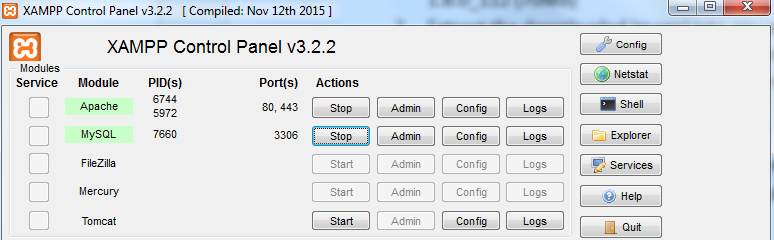 XAMPP Control Panel v3.2.2 [ Compiled: Nov 12th 2015 ]
XAMPP Control Panel v3.2.2
Config
Modules
Service Module PID(s) Port(s) Actions
Netstat
Apache 6744 5972 80, 443 Stop Admin Config Logs
Shell
MySQL 7660 3306 Stop Admin Config Logs
Explorer
FileZilla Start Admin Config Logs
Services
Mercury Start Admin Config Logs
Help
Tomcat Start Admin Config Logs
Quit